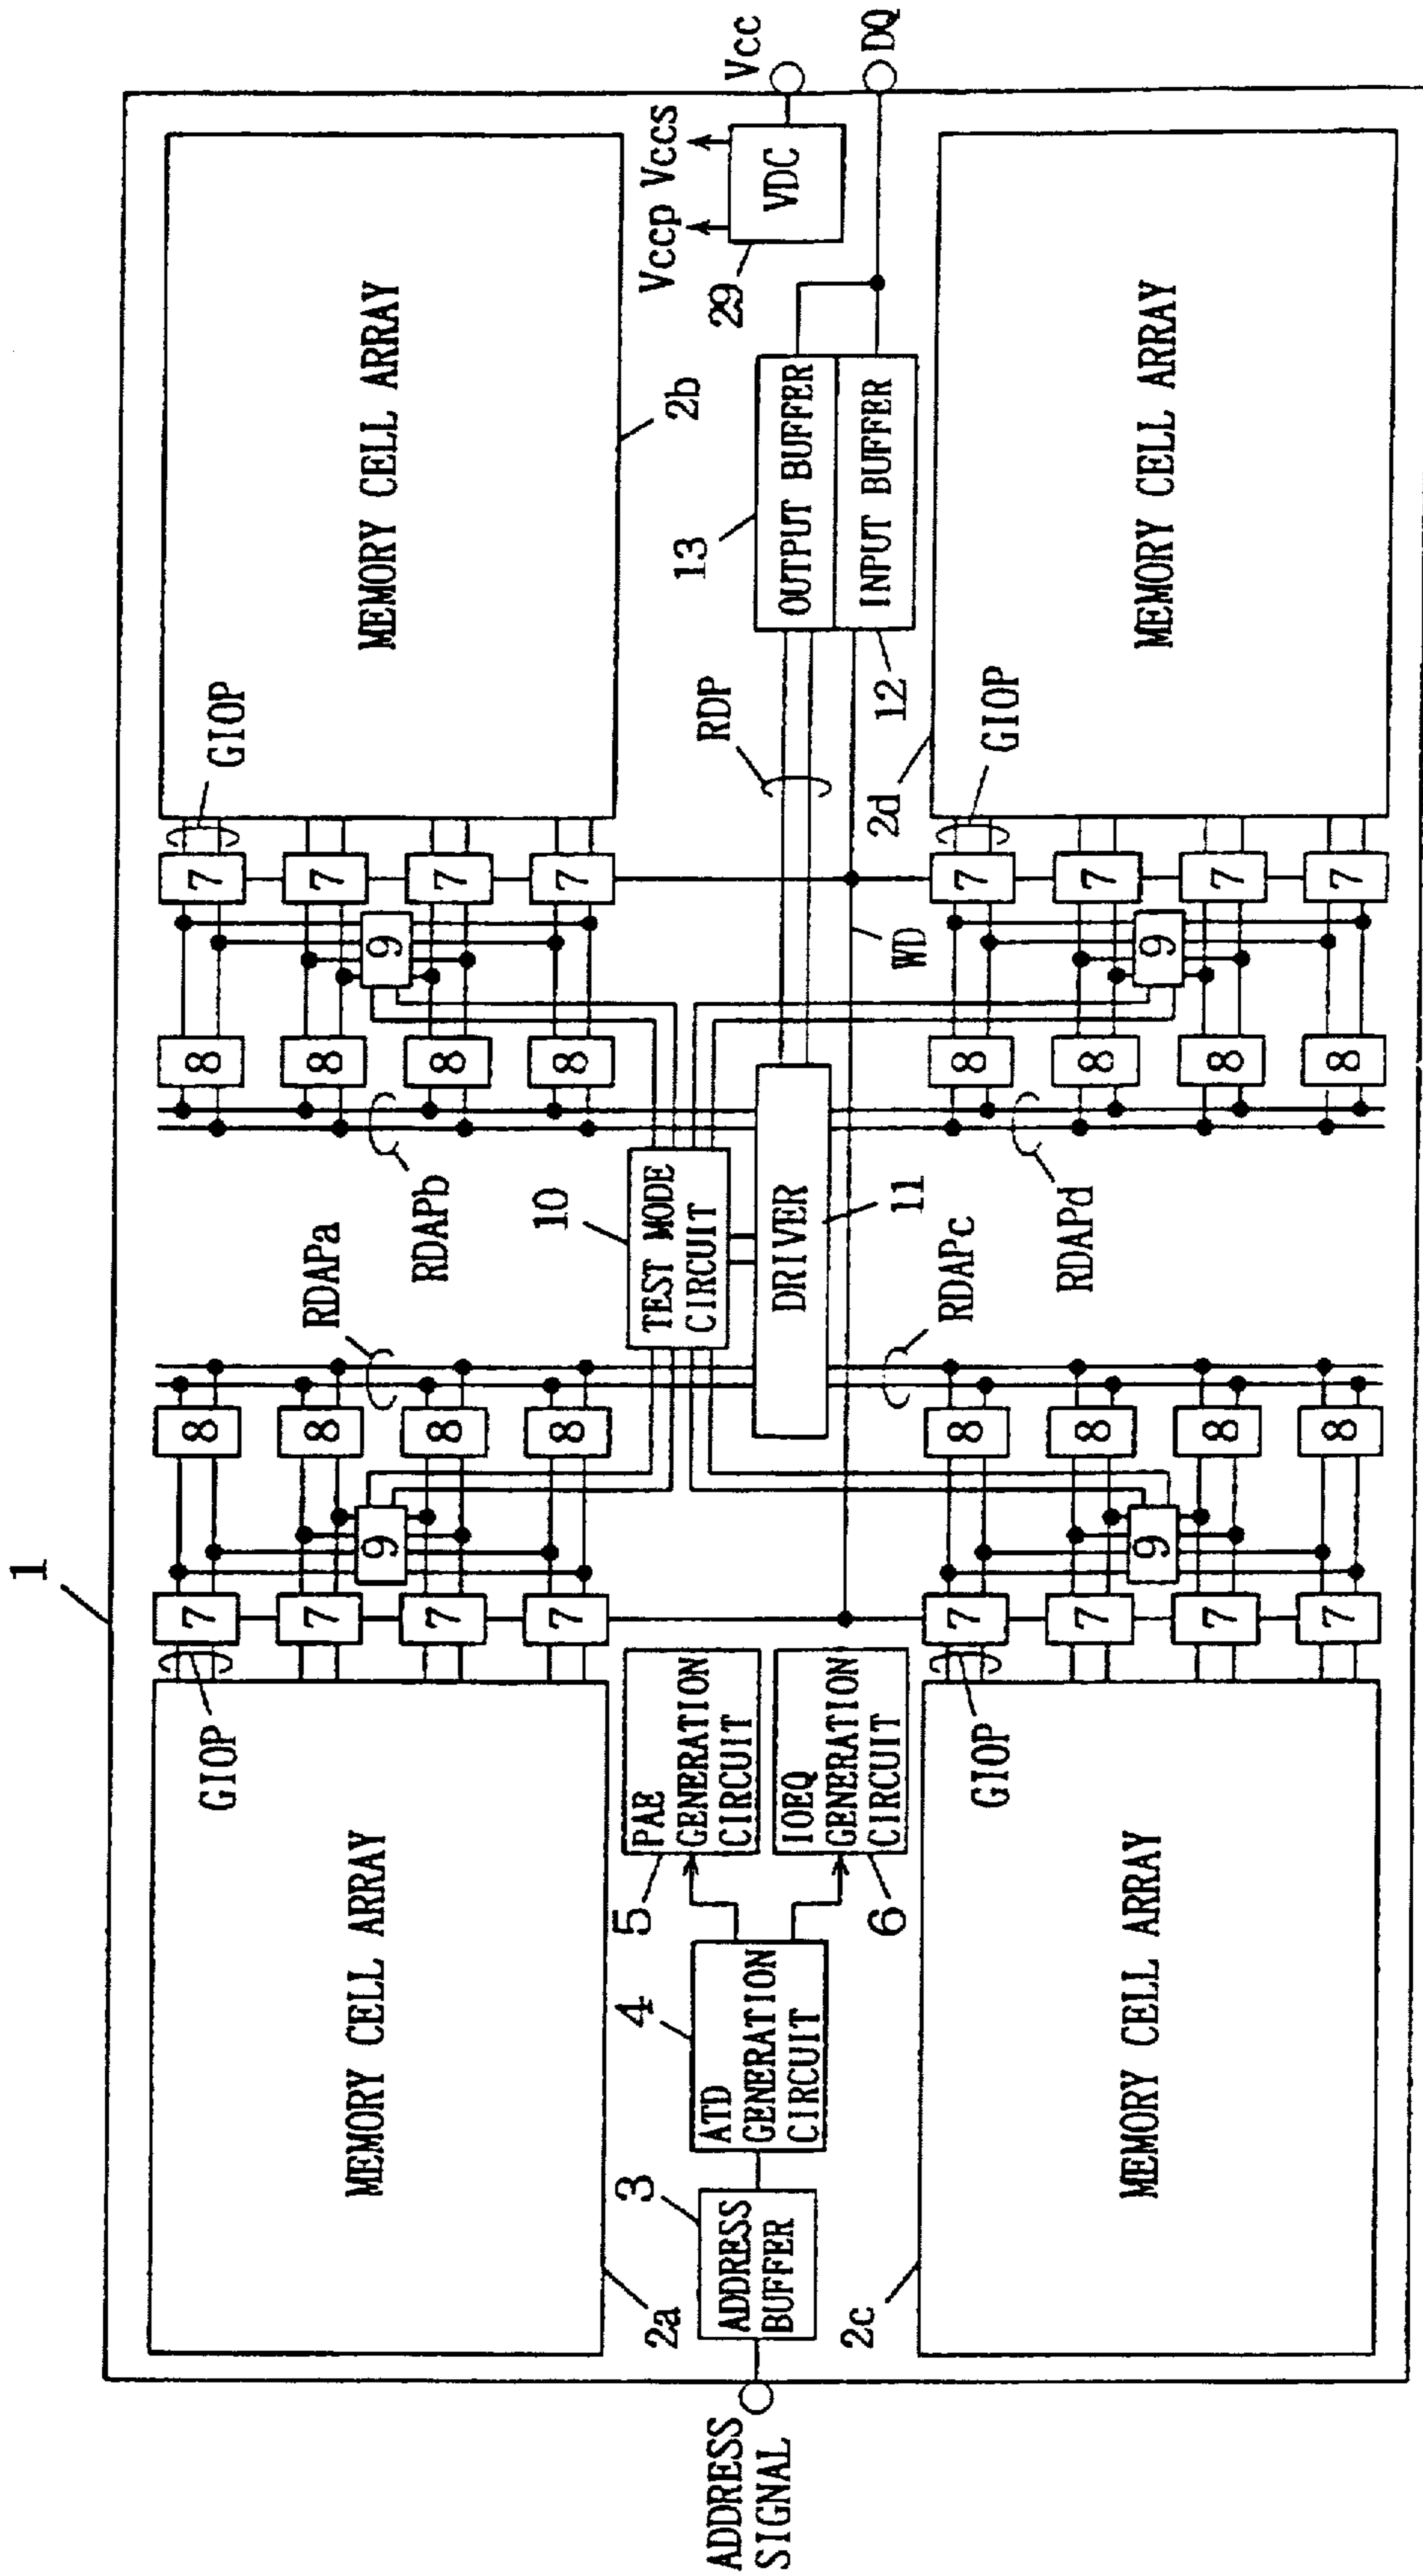 1
MEMORY CELL ARRAY
2a
GIOP
7
7
7
7
9
8
8
8
8
RDAPa
RDAPb
8
8
8
8
9
7
7
7
7
GIOP
MEMORY CELL ARRAY
2b
ADDRESS
SIGNAL
ADDRESS
BUFFER
3
ATD
GENERATION
CIRCUIT
4
PAE
GENERATION
CIRCUIT
5
IOEQ
GENERATION
CIRCUIT
6
TEST MODE
CIRCUIT
10
DRIVER
11
WD
RDP
OUTPUT BUFFER
13
INPUT BUFFER
12
Vccp
Vccs
VDC
29
Vcc
DQ
MEMORY CELL ARRAY
2c
GIOP
7
7
7
7
9
8
8
8
8
RDAPc
RDAPd
8
8
8
8
9
7
7
7
7
GIOP
MEMORY CELL ARRAY
2d